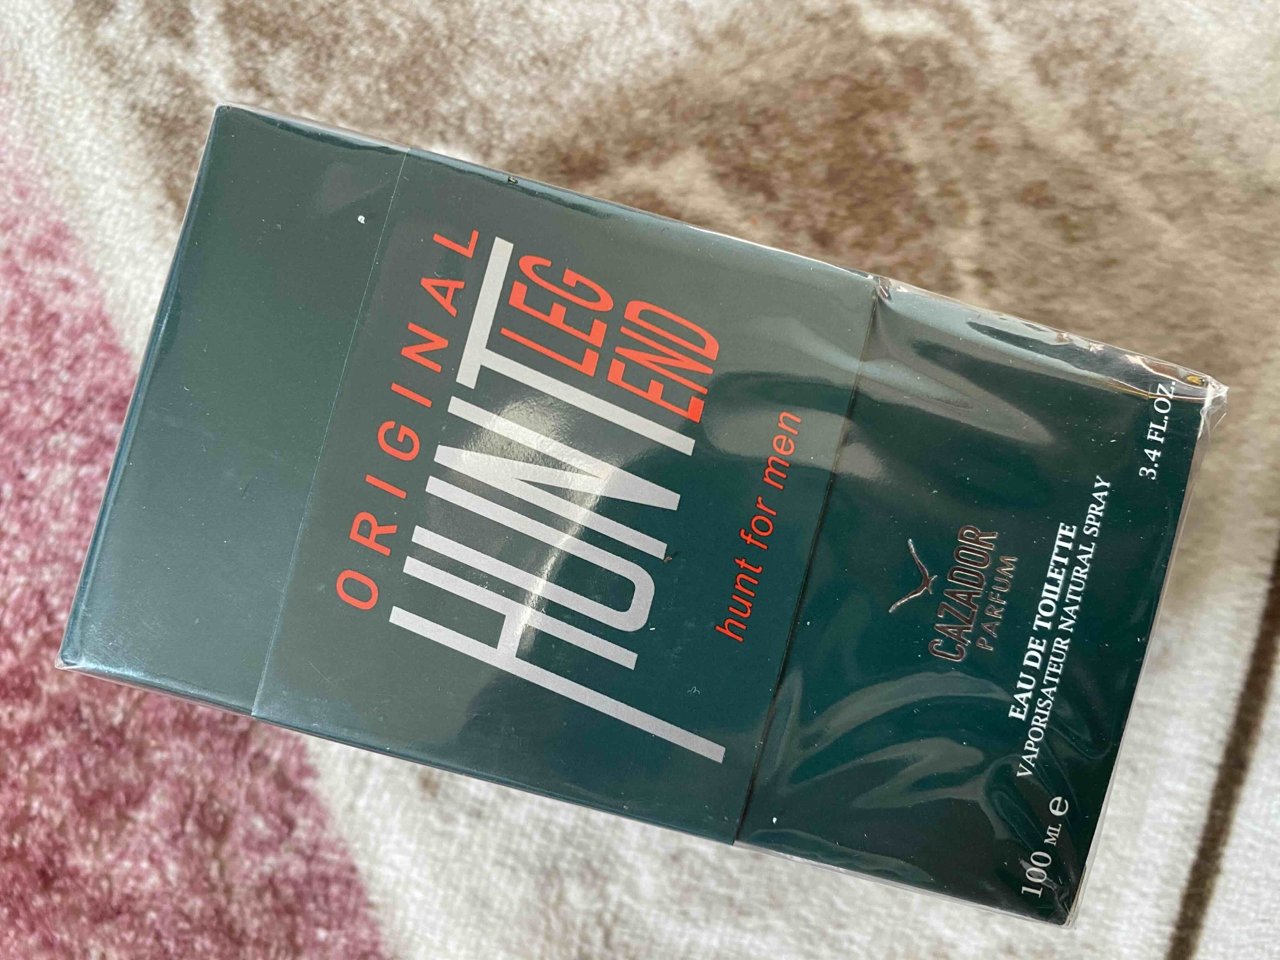 ORIGINAL
HUNT
LEG
END
hunt for men
CAZADOR
PARFUM
EAU DE TOILETTE
VAPORISATEUR NATURAL SPRAY
100 ML e
3.4 FL.OZ.